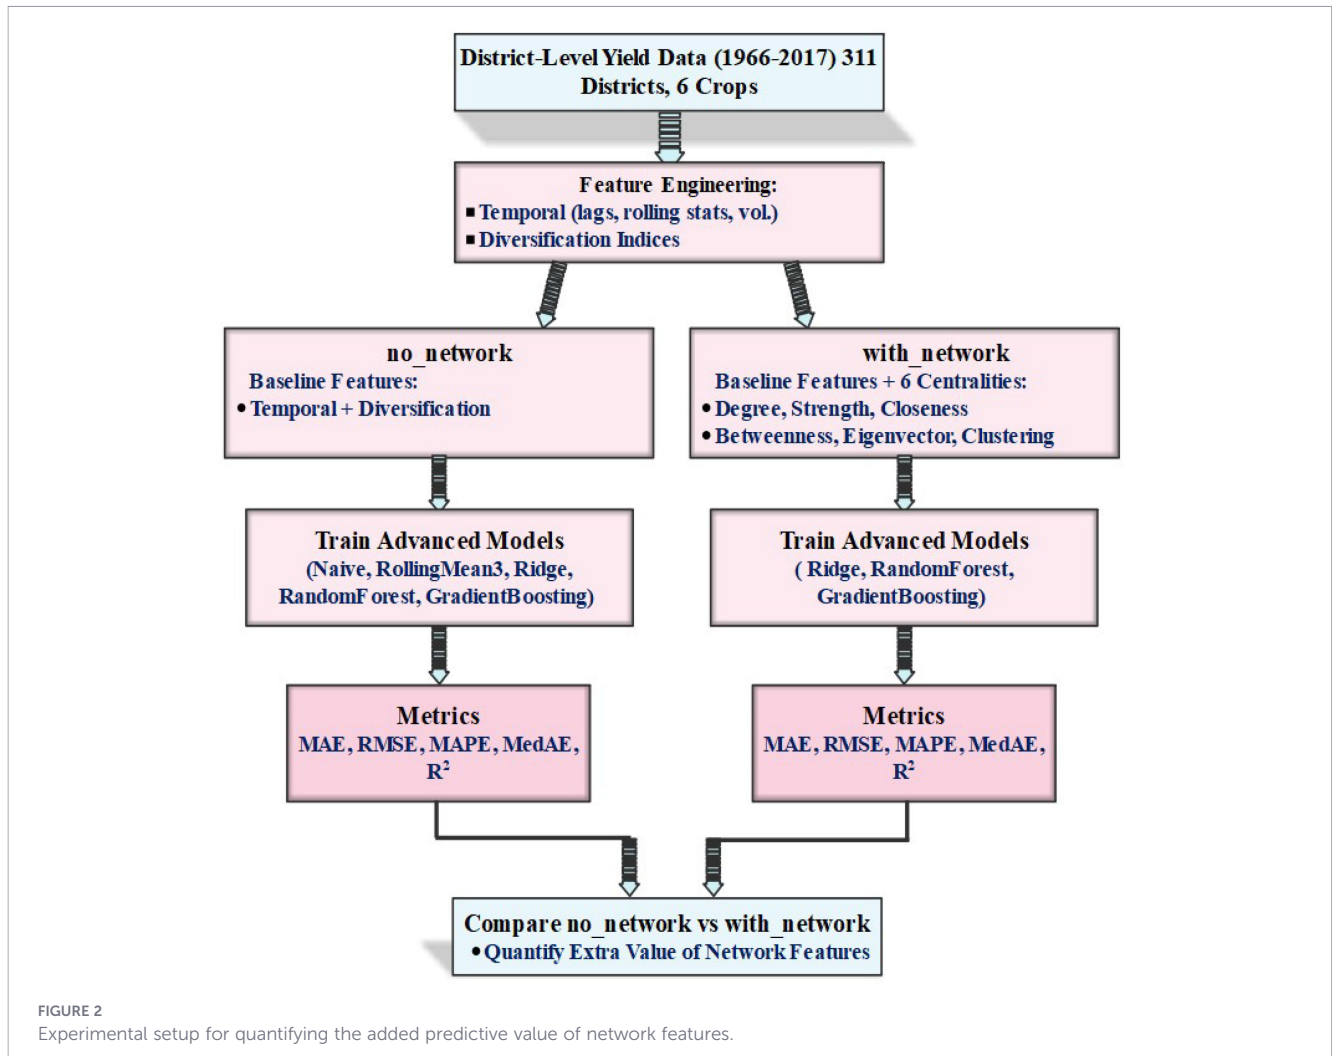 District-Level Yield Data (1966-2017) 311
Districts, 6 Crops
Feature Engineering:
▪ Temporal (lags, rolling stats, vol.)
▪ Diversification Indices
no_network
Baseline Features:
• Temporal + Diversification
with_network
Baseline Features + 6 Centralities:
• Degree, Strength, Closeness
• Betweenness, Eigenvector, Clustering
Train Advanced Models
(Naive, RollingMean3, Ridge,
RandomForest, GradientBoosting)
Train Advanced Models
( Ridge, RandomForest,
GradientBoosting)
Metrics
MAE, RMSE, MAPE, MedAE,
R²
Metrics
MAE, RMSE, MAPE, MedAE,
R²
Compare no_network vs with_network
• Quantify Extra Value of Network Features
FIGURE 2
Experimental setup for quantifying the added predictive value of network features.